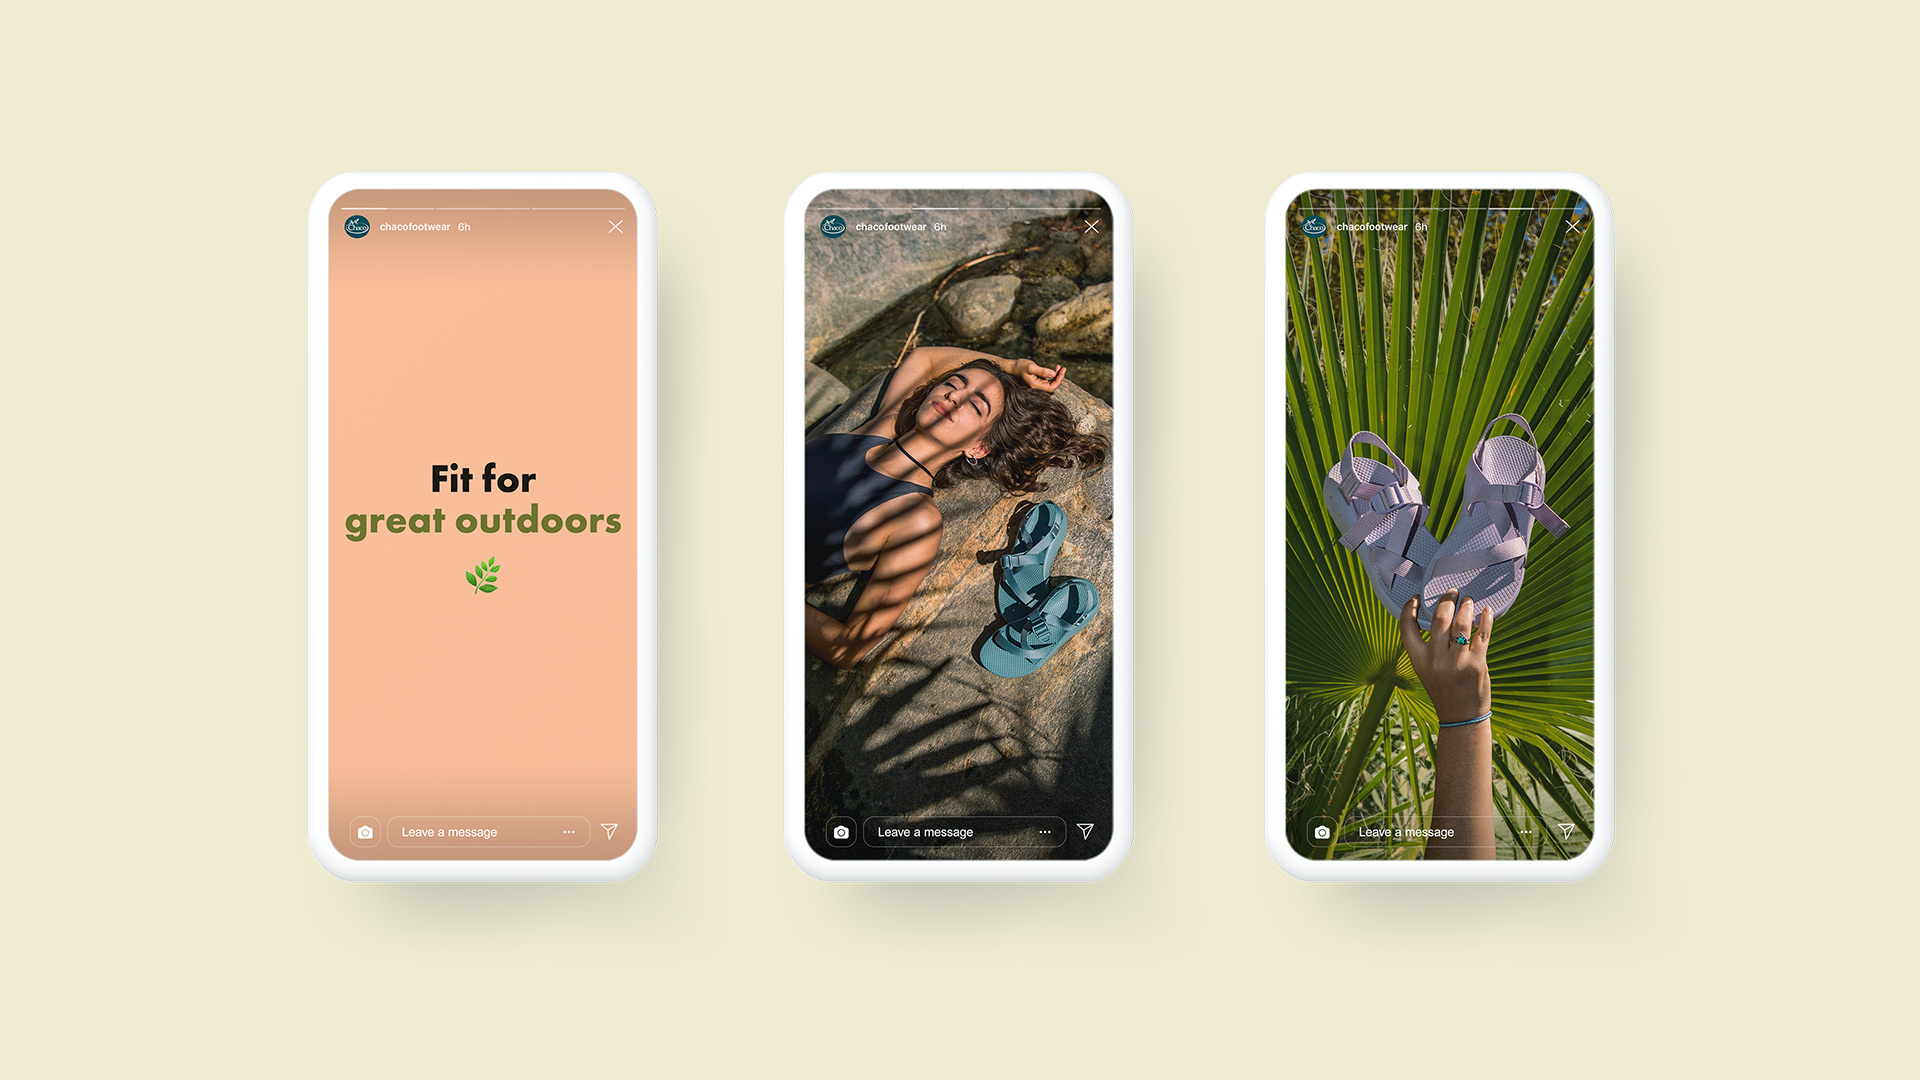 Chaco
chacofootwear 6h
Fit for
great outdoors
Leave a message
Chaco
chacofootwear 6h
Leave a message
Chaco
chacofootwear 6h
Leave a message